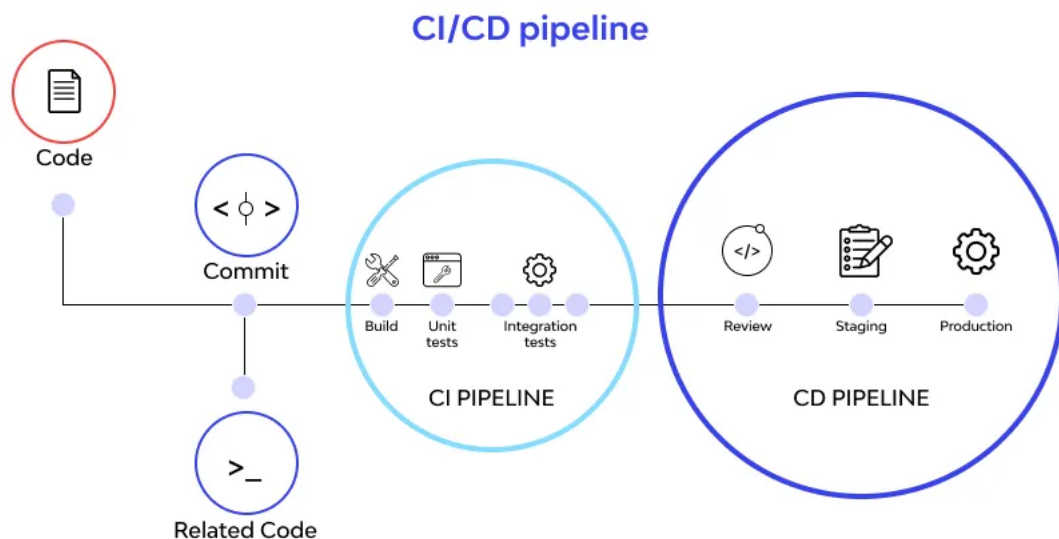 CI/CD pipeline
Code
< >
Commit
</>
Build
Unit
tests
Integration
tests
Review
Staging
Production
CI PIPELINE
CD PIPELINE
>_
Related Code